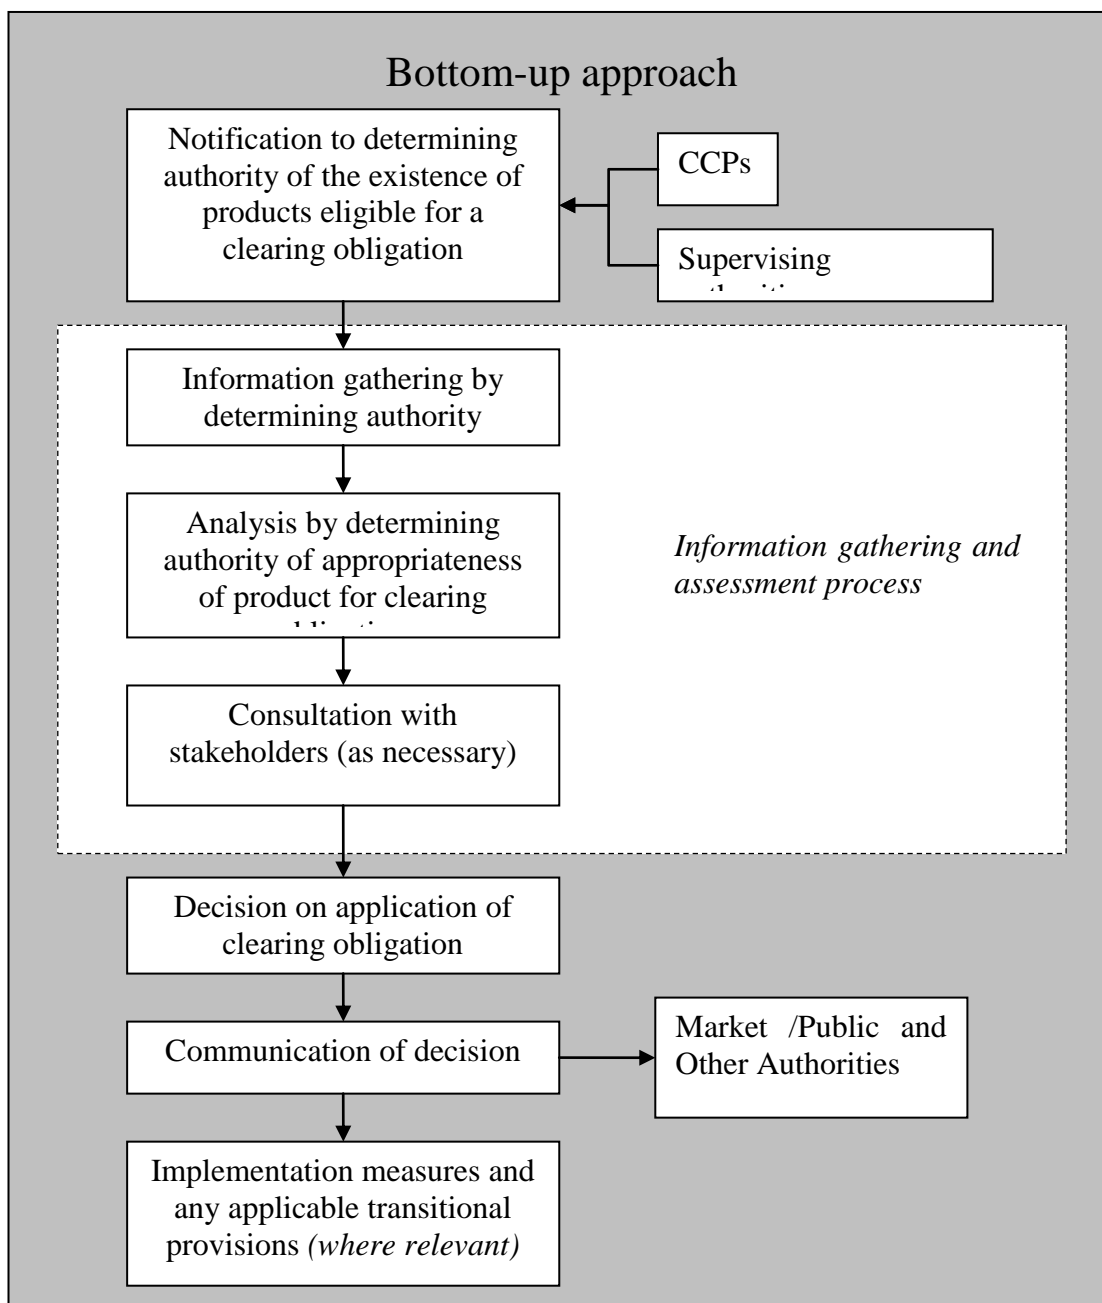 Bottom-up approach
Notification to determining
authority of the existence of
products eligible for a
clearing obligation
CCPs
Supervising
Information gathering by
determining authority
Analysis by determining
authority of appropriateness
of product for clearing
Information gathering and
assessment process
Consultation with
stakeholders (as necessary)
Decision on application of
clearing obligation
Communication of decision
Market /Public and
Other Authorities
Implementation measures and
any applicable transitional
provisions (where relevant)